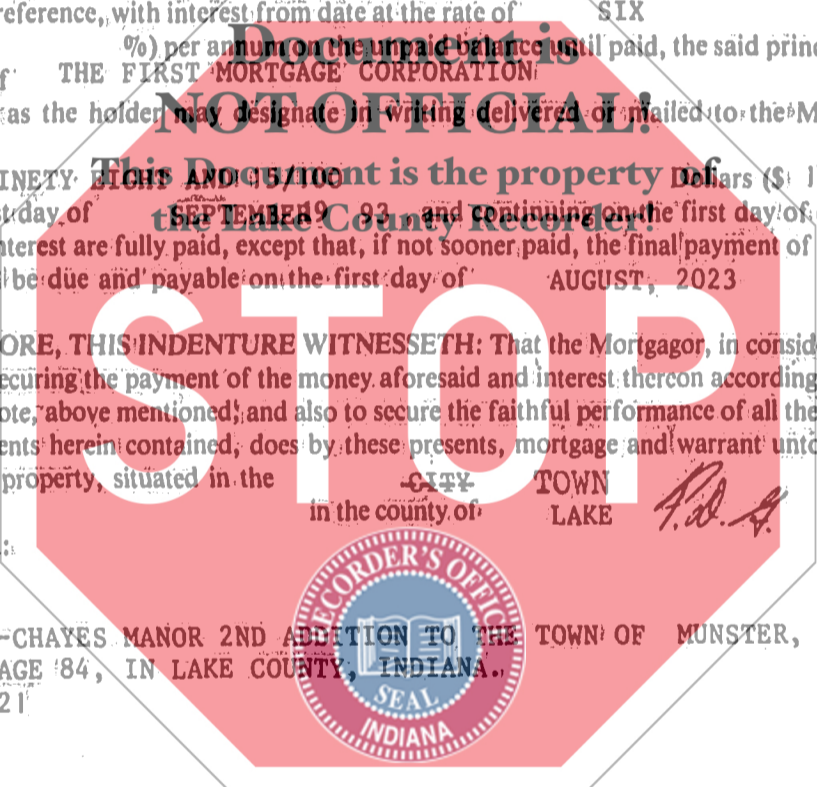 reference, with interest from date at the rate of SIX
%) per annum on the unpaid balance until paid, the said princ
Document is
f THE FIRST MORTGAGE CORPORATION
as the holder may designate in writing delivered or mailed to the M
NOT OFFICIAL!
INETY EIGHT AND 15/100 Dollars ($ 1
This Document is the property of
st day of SEPTEMBER 19 93, and continuing on the first day of
the Lake County Recorder!
nterest are fully paid, except that, if not sooner paid, the final payment of
be due and payable on the first day of AUGUST, 2023
STOP
ORE, THIS INDENTURE WITNESSETH: That the Mortgagor, in consid
ecuring the payment of the money aforesaid and interest thereon according
ote, above mentioned, and also to secure the faithful performance of all the
ents herein contained, does by these presents, mortgage and warrant unto
property, situated in the CITY TOWN
in the county of LAKE P.D. G.
RECORDER'S OFFICE
-CHAYES MANOR 2ND ADDITION TO THE TOWN OF MUNSTER,
AGE 84, IN LAKE COUNTY, INDIANA.
21
SEAL
INDIANA